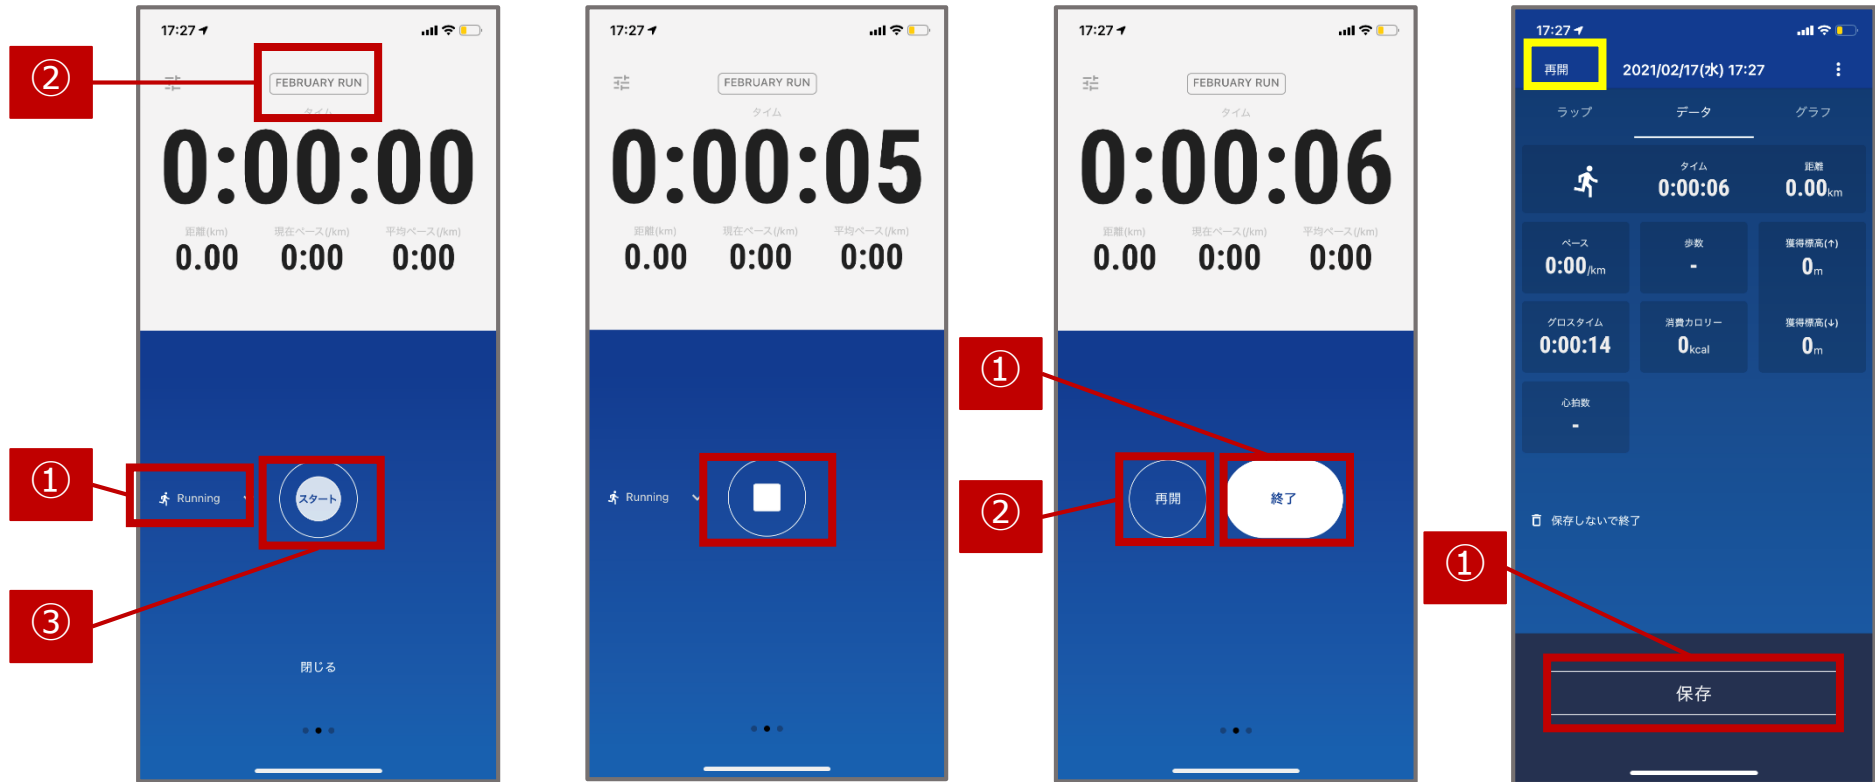 17:27
②
FEBRUARY RUN
タイム
0:00:00
距離(km) 現在ペース(/km) 平均ペース(/km)
0.00 0:00 0:00
①
Running
スタート
③
閉じる
17:27
FEBRUARY RUN
タイム
0:00:05
距離(km) 現在ペース(/km) 平均ペース(/km)
0.00 0:00 0:00
Running
17:27
FEBRUARY RUN
タイム
0:00:06
距離(km) 現在ペース(/km) 平均ペース(/km)
0.00 0:00 0:00
①
②
再開 終了
17:27
再開 2021/02/17(水) 17:27
ラップ データ グラフ
タイム 距離
0:00:06 0.00km
ペース 歩数 獲得標高(↑)
0:00/km - 0m
グロスタイム 消費カロリー 獲得標高(↓)
0:00:14 0kcal 0m
心拍数
-
保存しないで終了
①
保存